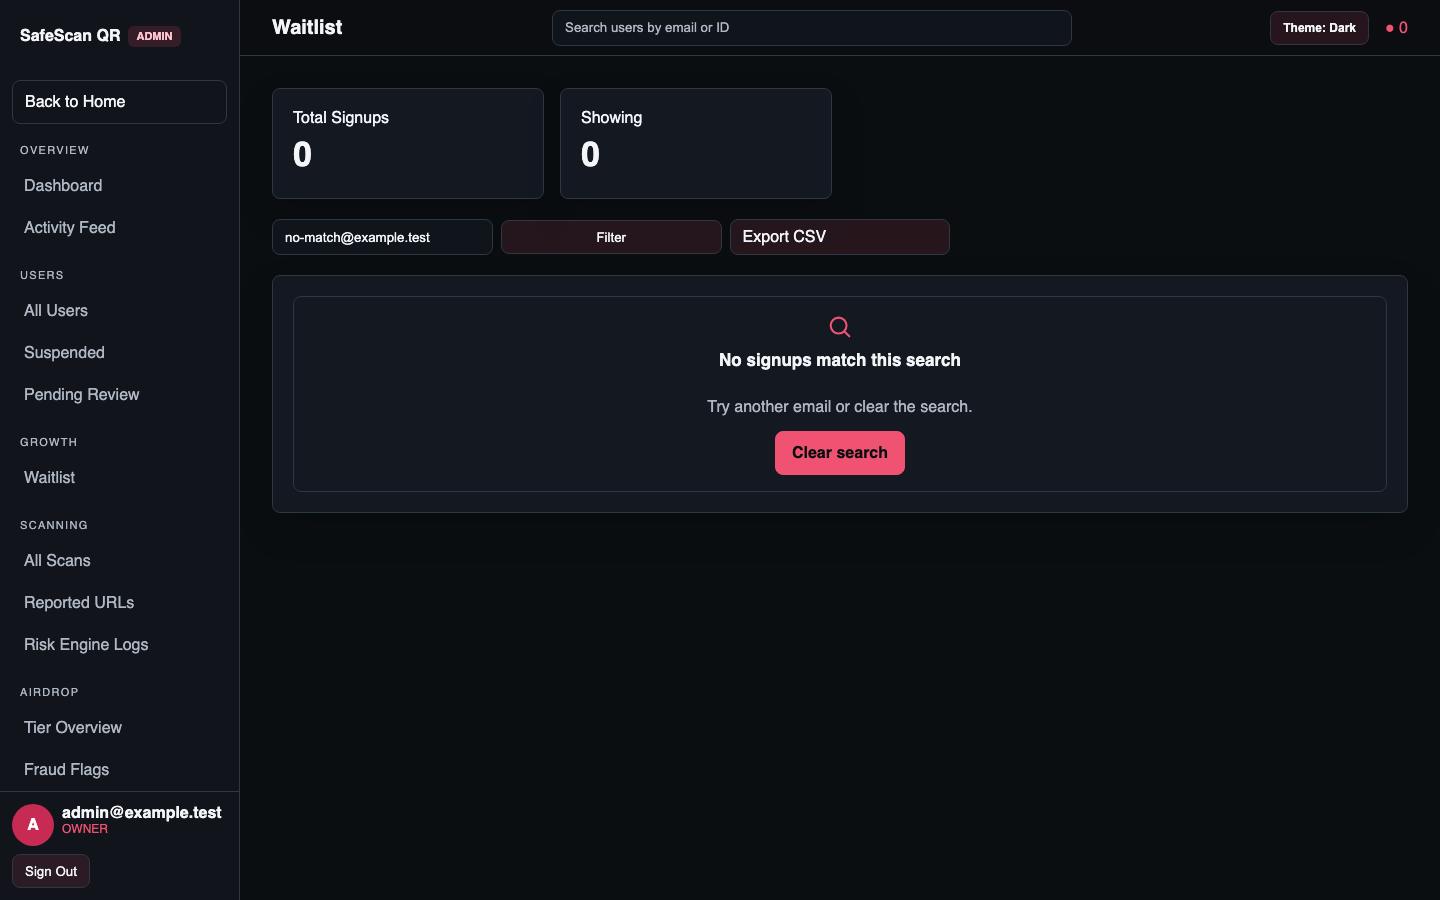 SafeScan QR ADMIN
Back to Home
OVERVIEW
Dashboard
Activity Feed
USERS
All Users
Suspended
Pending Review
GROWTH
Waitlist
SCANNING
All Scans
Reported URLs
Risk Engine Logs
AIRDROP
Tier Overview
Fraud Flags
A admin@example.test
OWNER
Sign Out
Waitlist
Search users by email or ID
Theme: Dark
0
Total Signups
0
Showing
0
no-match@example.test
Filter
Export CSV
No signups match this search
Try another email or clear the search.
Clear search